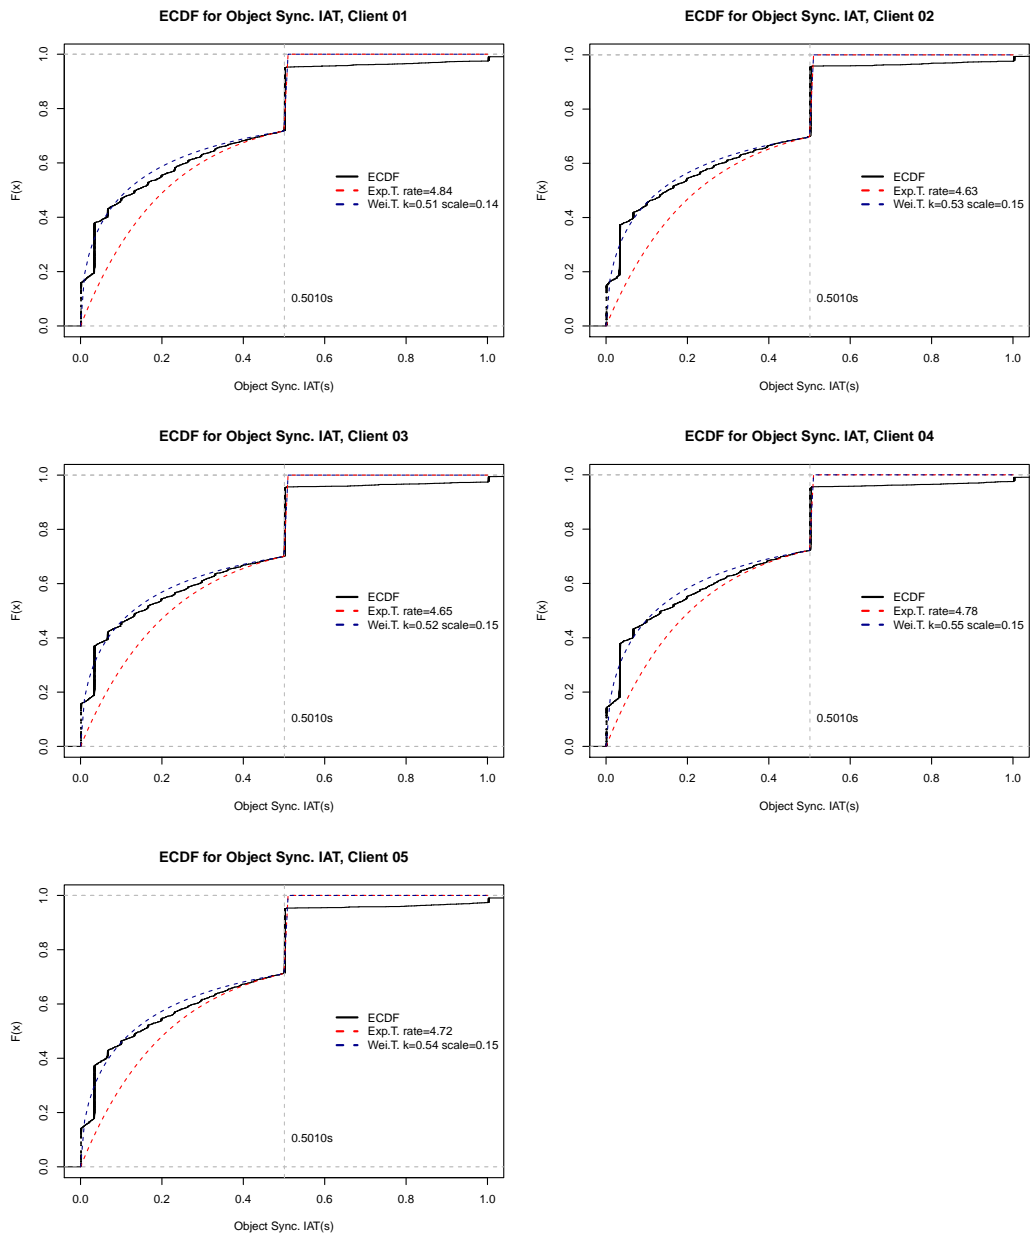 ECDF for Object Sync. IAT, Client 01
F(x)
1.0
0.8
0.6
0.4
0.2
0.0
ECDF
Exp.T. rate=4.84
Wei.T. k=0.51 scale=0.14
0.5010s
0.0 0.2 0.4 0.6 0.8 1.0
Object Sync. IAT(s)
ECDF for Object Sync. IAT, Client 02
F(x)
1.0
0.8
0.6
0.4
0.2
0.0
ECDF
Exp.T. rate=4.63
Wei.T. k=0.53 scale=0.15
0.5010s
0.0 0.2 0.4 0.6 0.8 1.0
Object Sync. IAT(s)
ECDF for Object Sync. IAT, Client 03
F(x)
1.0
0.8
0.6
0.4
0.2
0.0
ECDF
Exp.T. rate=4.65
Wei.T. k=0.52 scale=0.15
0.5010s
0.0 0.2 0.4 0.6 0.8 1.0
Object Sync. IAT(s)
ECDF for Object Sync. IAT, Client 04
F(x)
1.0
0.8
0.6
0.4
0.2
0.0
ECDF
Exp.T. rate=4.78
Wei.T. k=0.55 scale=0.15
0.5010s
0.0 0.2 0.4 0.6 0.8 1.0
Object Sync. IAT(s)
ECDF for Object Sync. IAT, Client 05
F(x)
1.0
0.8
0.6
0.4
0.2
0.0
ECDF
Exp.T. rate=4.72
Wei.T. k=0.54 scale=0.15
0.5010s
0.0 0.2 0.4 0.6 0.8 1.0
Object Sync. IAT(s)